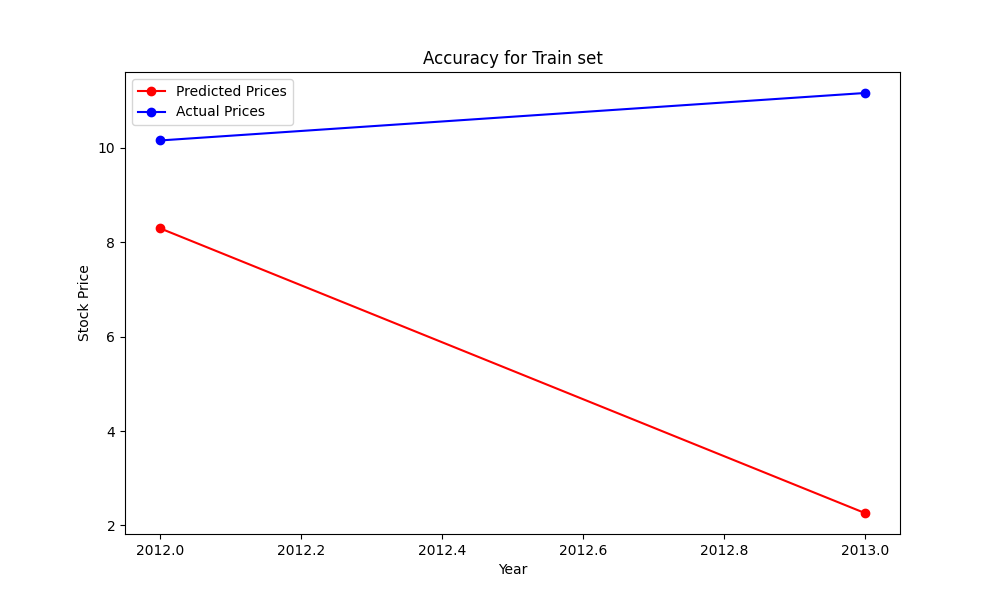 Accuracy for Train set
Predicted Prices
Actual Prices
10
8
6
4
2
Stock Price
2012.0 2012.2 2012.4 2012.6 2012.8 2013.0
Year